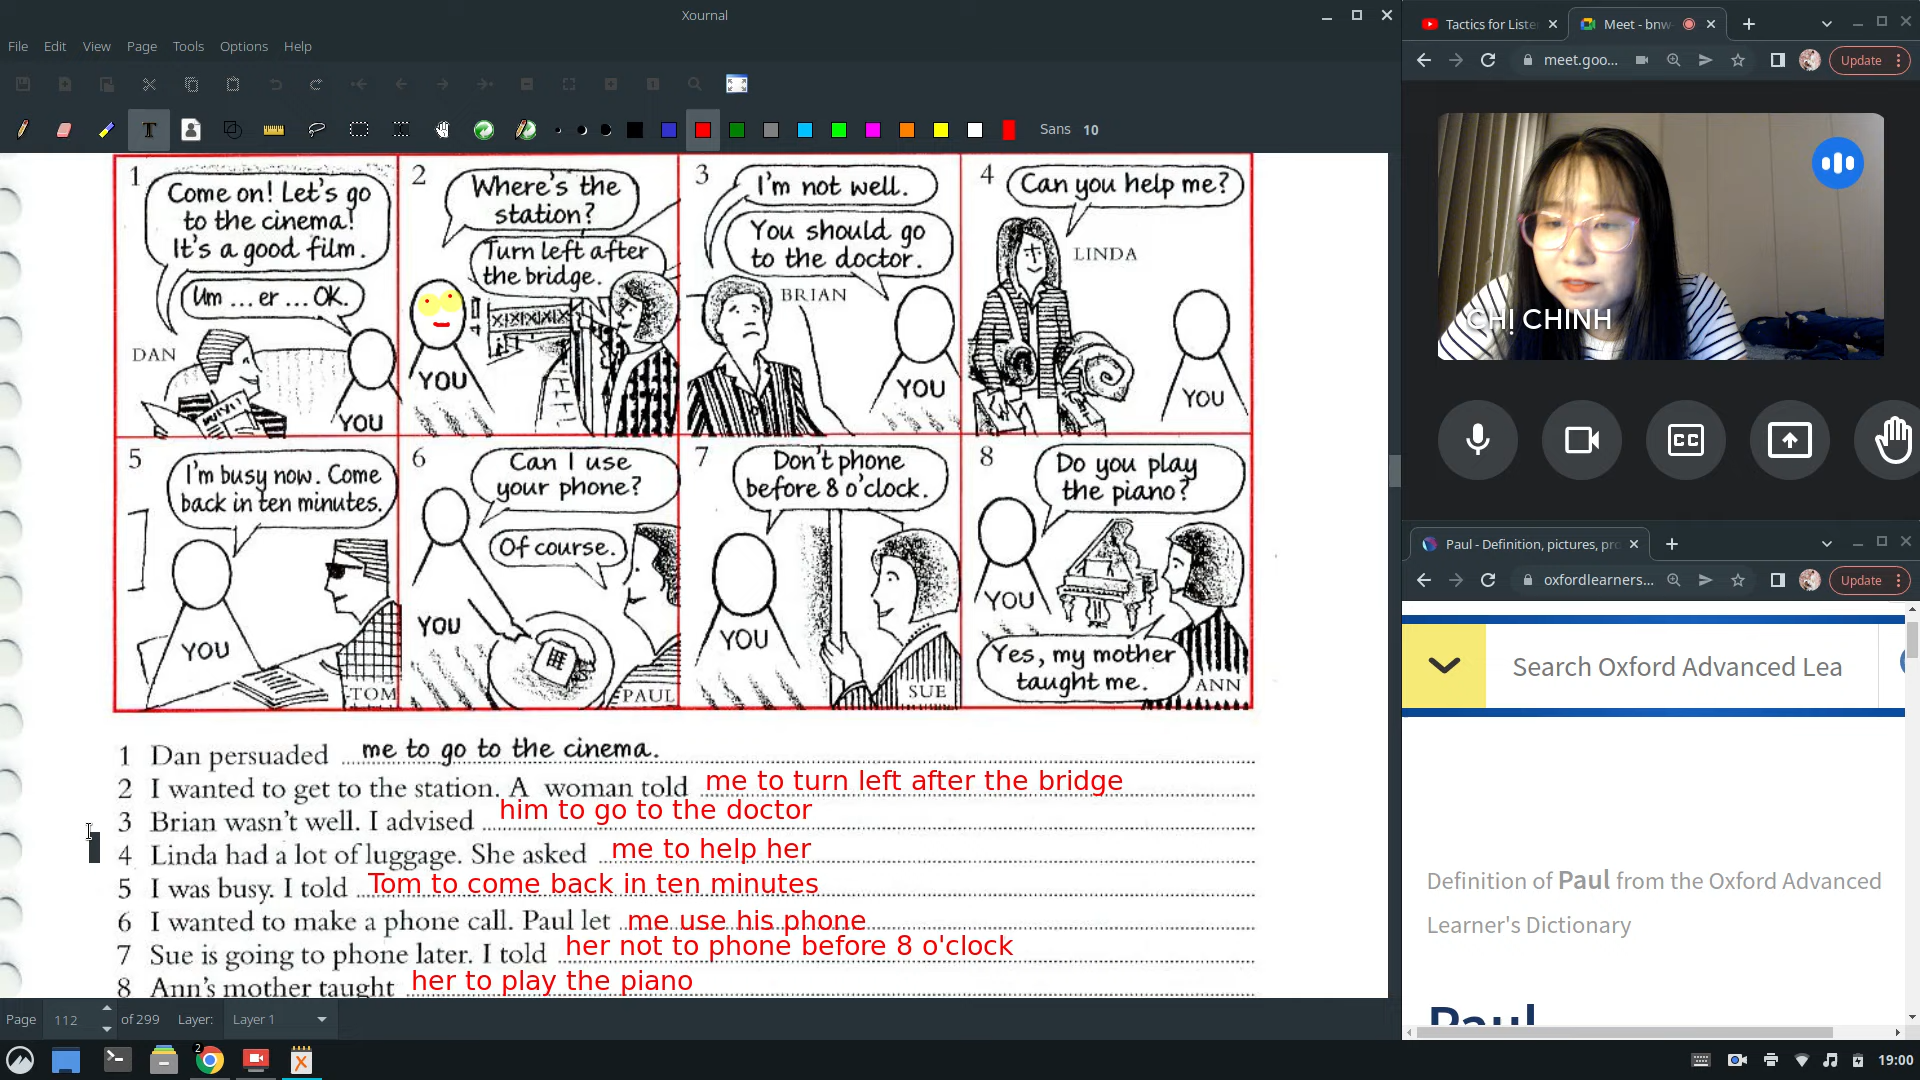 Xournal
File Edit View Page Tools Options Help
Sans 10
1
Come on! Let's go
to the cinema!
It's a good film.
Um ... er ... OK.
DAN
YOU
2
Where's the
station?
Turn left after
the bridge.
YOU
3
I'm not well.
You should go
to the doctor.
BRIAN
YOU
4
Can you help me?
LINDA
YOU
5
I'm busy now. Come
back in ten minutes.
YOU
TOM
6
Can I use
your phone?
Of course.
YOU
PAUL
7
Don't phone
before 8 o'clock.
YOU
SUE
8
Do you play
the piano?
YOU
Yes, my mother
taught me.
ANN
1 Dan persuaded me to go to the cinema.
2 I wanted to get to the station. A woman told me to turn left after the bridge
3 Brian wasn't well. I advised him to go to the doctor
4 Linda had a lot of luggage. She asked me to help her
5 I was busy. I told Tom to come back in ten minutes
6 I wanted to make a phone call. Paul let me use his phone
7 Sue is going to phone later. I told her not to phone before 8 o'clock
8 Ann's mother taught her to play the piano
Page 112 of 299 Layer: Layer 1
Tactics for Liste
Meet - bnw-
meet.goo...
Update
CHỊ CHINH
CC
Paul - Definition, pictures, pro
oxfordlearners...
Update
Search Oxford Advanced Lea
Definition of Paul from the Oxford Advanced
Learner's Dictionary
Paul
2
19:00